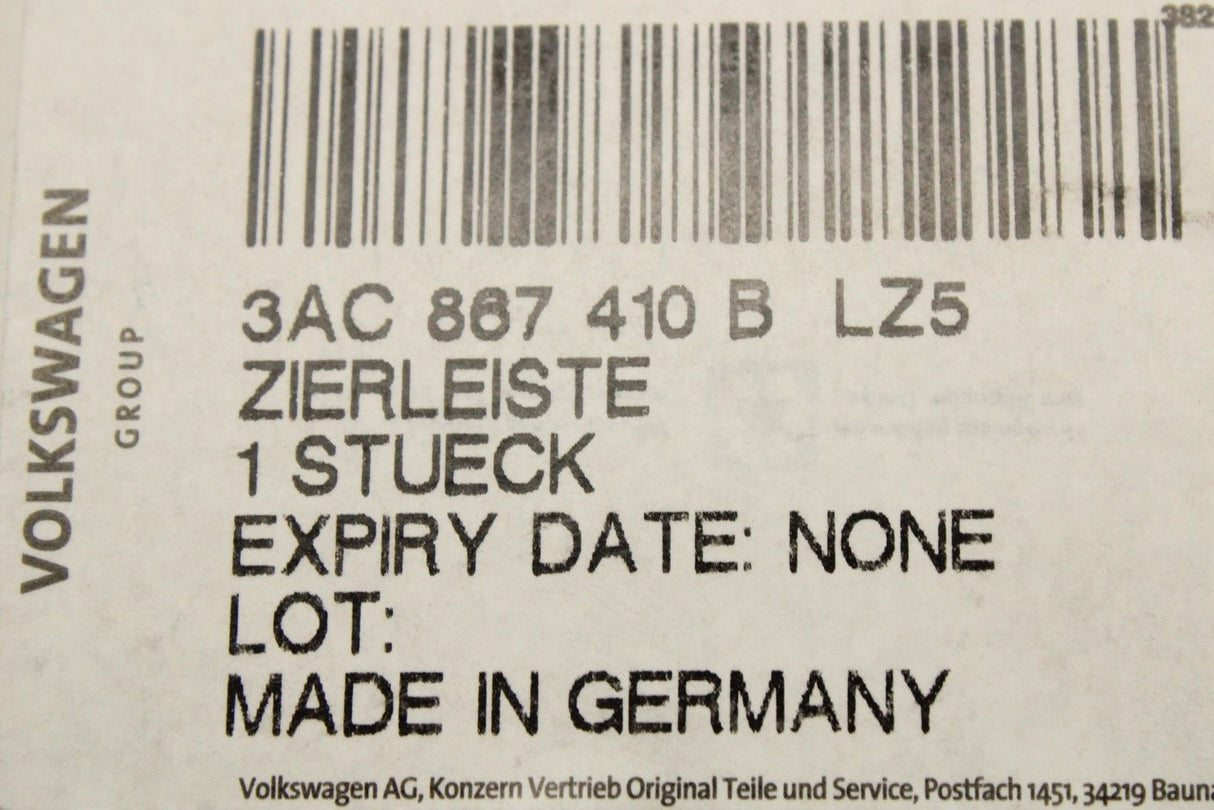 382
VOLKSWAGEN
GROUP
3AC 867 410 B LZ5
ZIERLEISTE
1 STUECK
EXPIRY DATE: NONE
LOT:
MADE IN GERMANY
Volkswagen AG, Konzern Vertrieb Original Teile und Service, Postfach 1451, 34219 Bauna